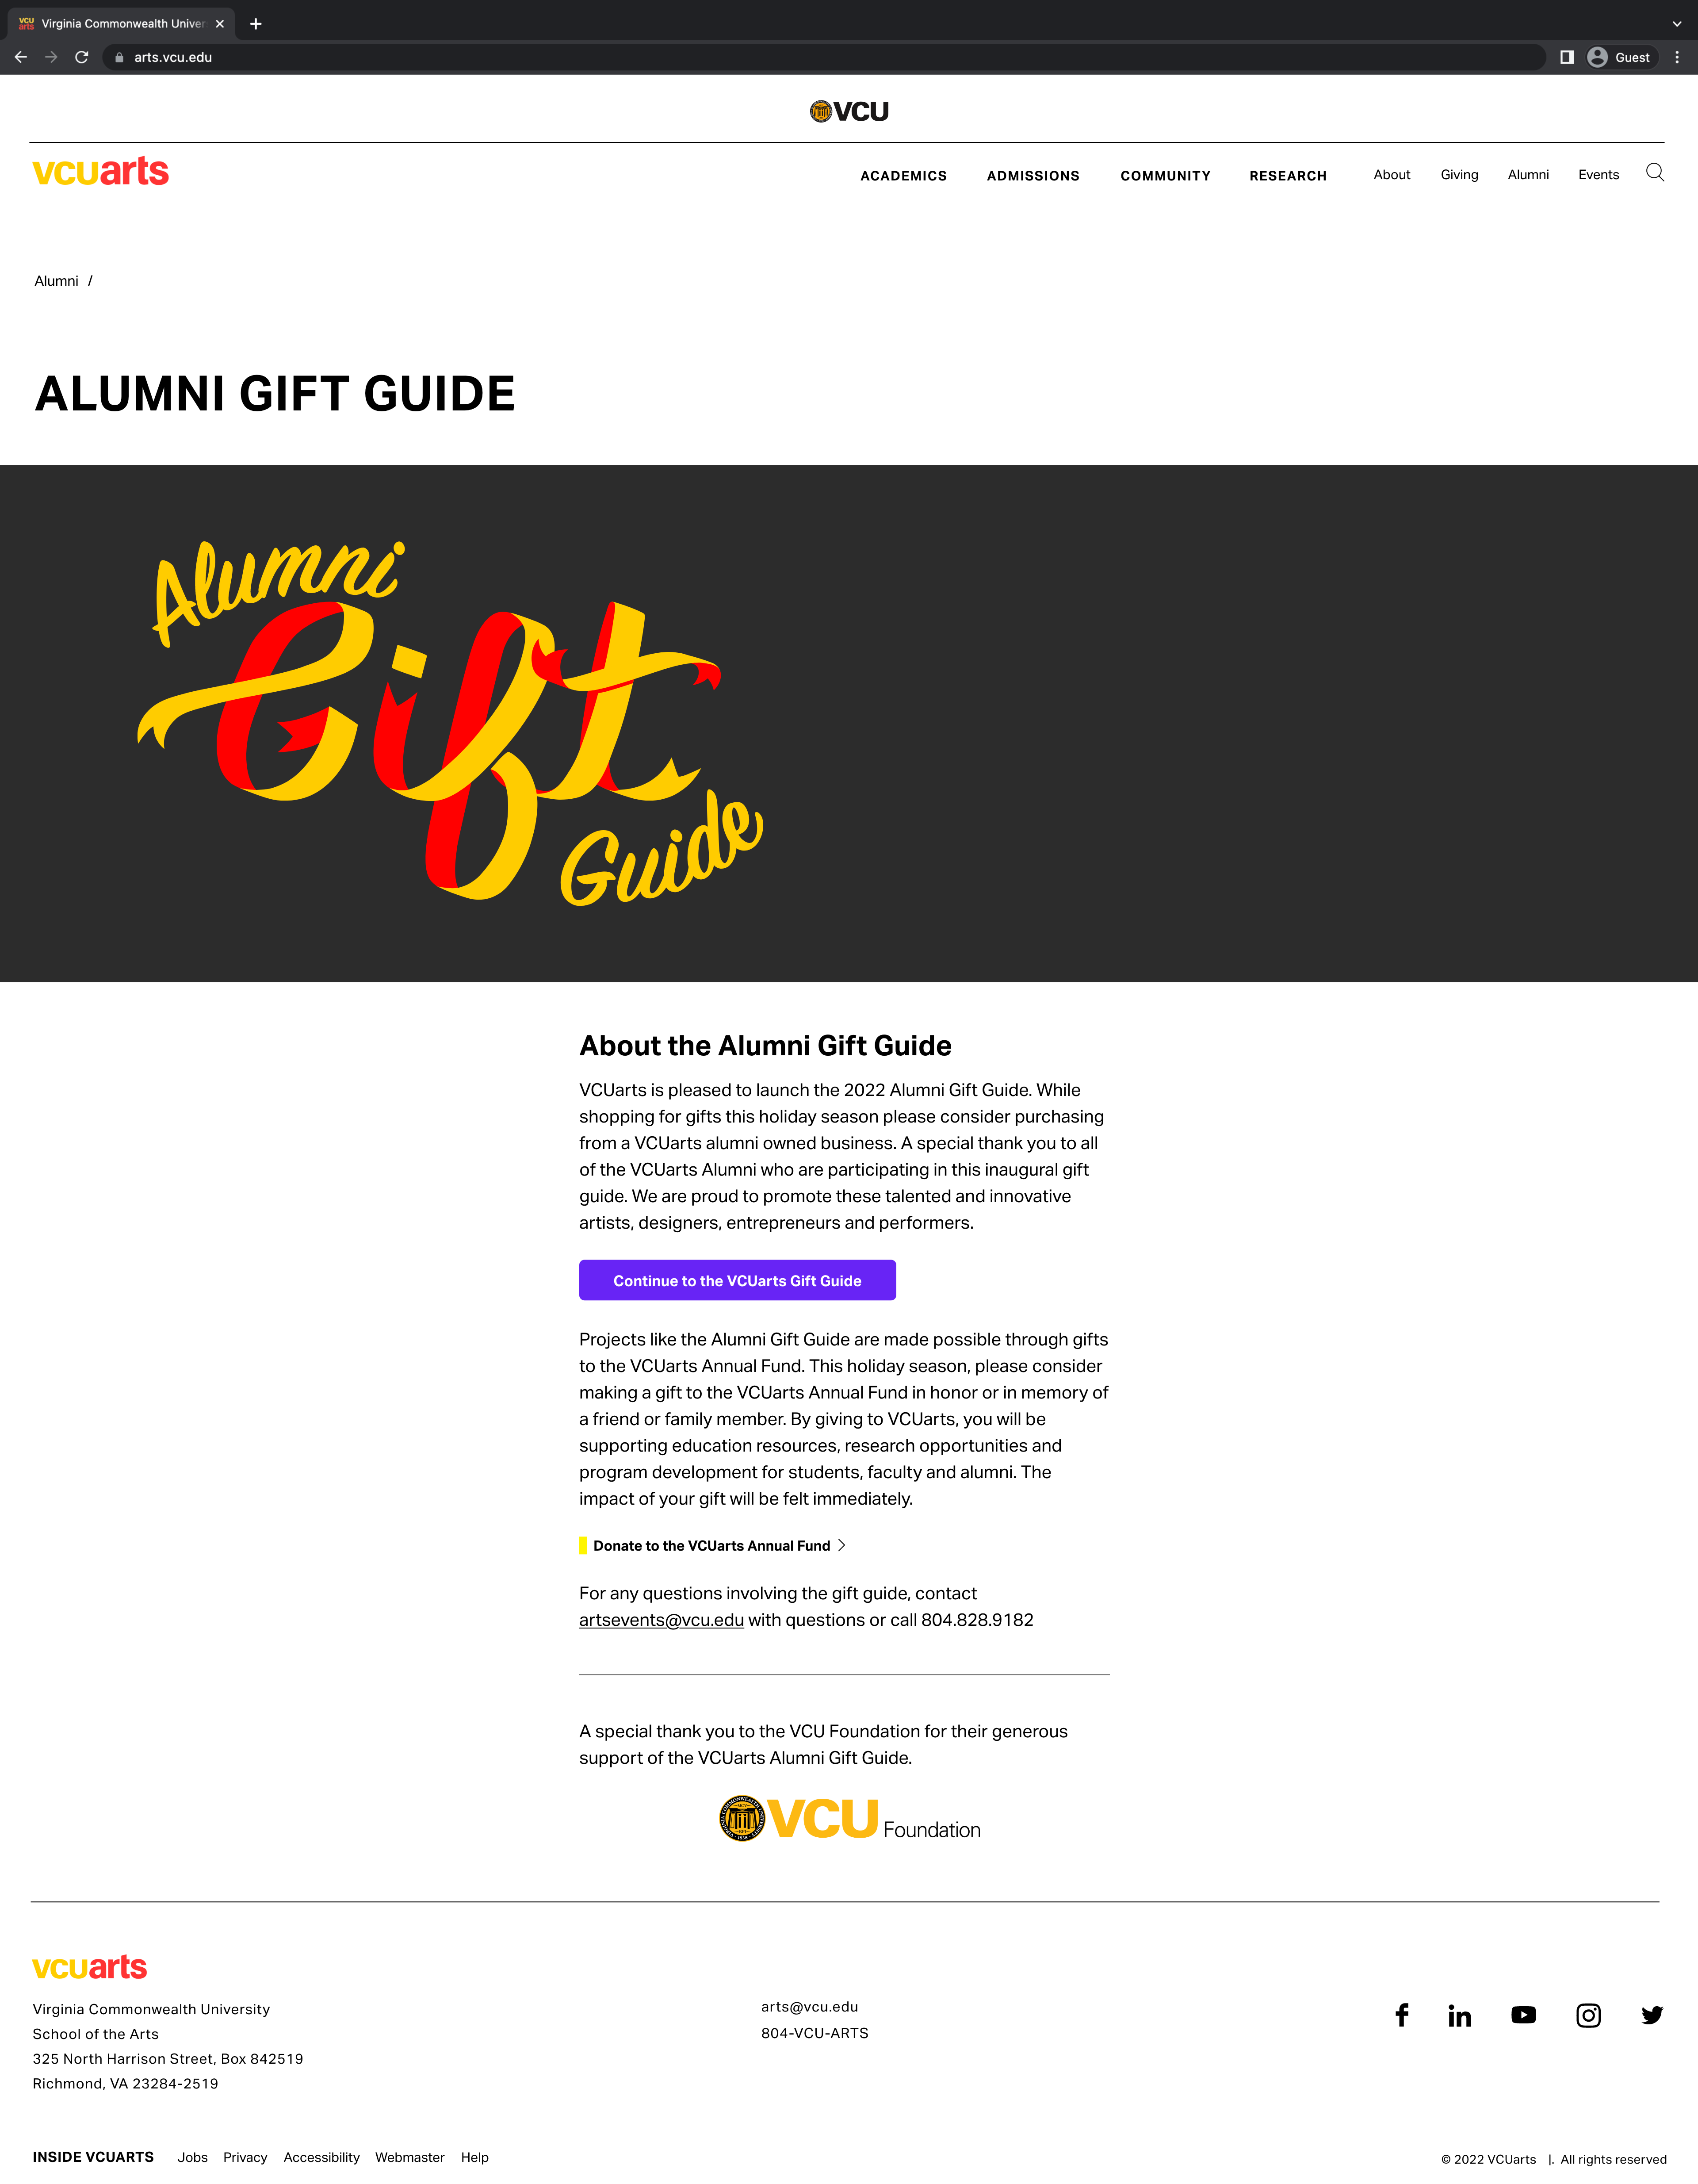 VCU arts
Virginia Commonwealth Univer
arts.vcu.edu
Guest
VCU
vcuarts
ACADEMICS ADMISSIONS COMMUNITY RESEARCH About Giving Alumni Events
Alumni /
ALUMNI GIFT GUIDE
Alumni
Gift
Guide
About the Alumni Gift Guide
VCUarts is pleased to launch the 2022 Alumni Gift Guide. While
shopping for gifts this holiday season please consider purchasing
from a VCUarts alumni owned business. A special thank you to all
of the VCUarts Alumni who are participating in this inaugural gift
guide. We are proud to promote these talented and innovative
artists, designers, entrepreneurs and performers.
Continue to the VCUarts Gift Guide
Projects like the Alumni Gift Guide are made possible through gifts
to the VCUarts Annual Fund. This holiday season, please consider
making a gift to the VCUarts Annual Fund in honor or in memory of
a friend or family member. By giving to VCUarts, you will be
supporting education resources, research opportunities and
program development for students, faculty and alumni. The
impact of your gift will be felt immediately.
Donate to the VCUarts Annual Fund
For any questions involving the gift guide, contact
artsevents@vcu.edu with questions or call 804.828.9182
A special thank you to the VCU Foundation for their generous
support of the VCUarts Alumni Gift Guide.
VCU Foundation
vcuarts
Virginia Commonwealth University
School of the Arts
325 North Harrison Street, Box 842519
Richmond, VA 23284-2519
arts@vcu.edu
804-VCU-ARTS
INSIDE VCUARTS Jobs Privacy Accessibility Webmaster Help
© 2022 VCUarts |. All rights reserved